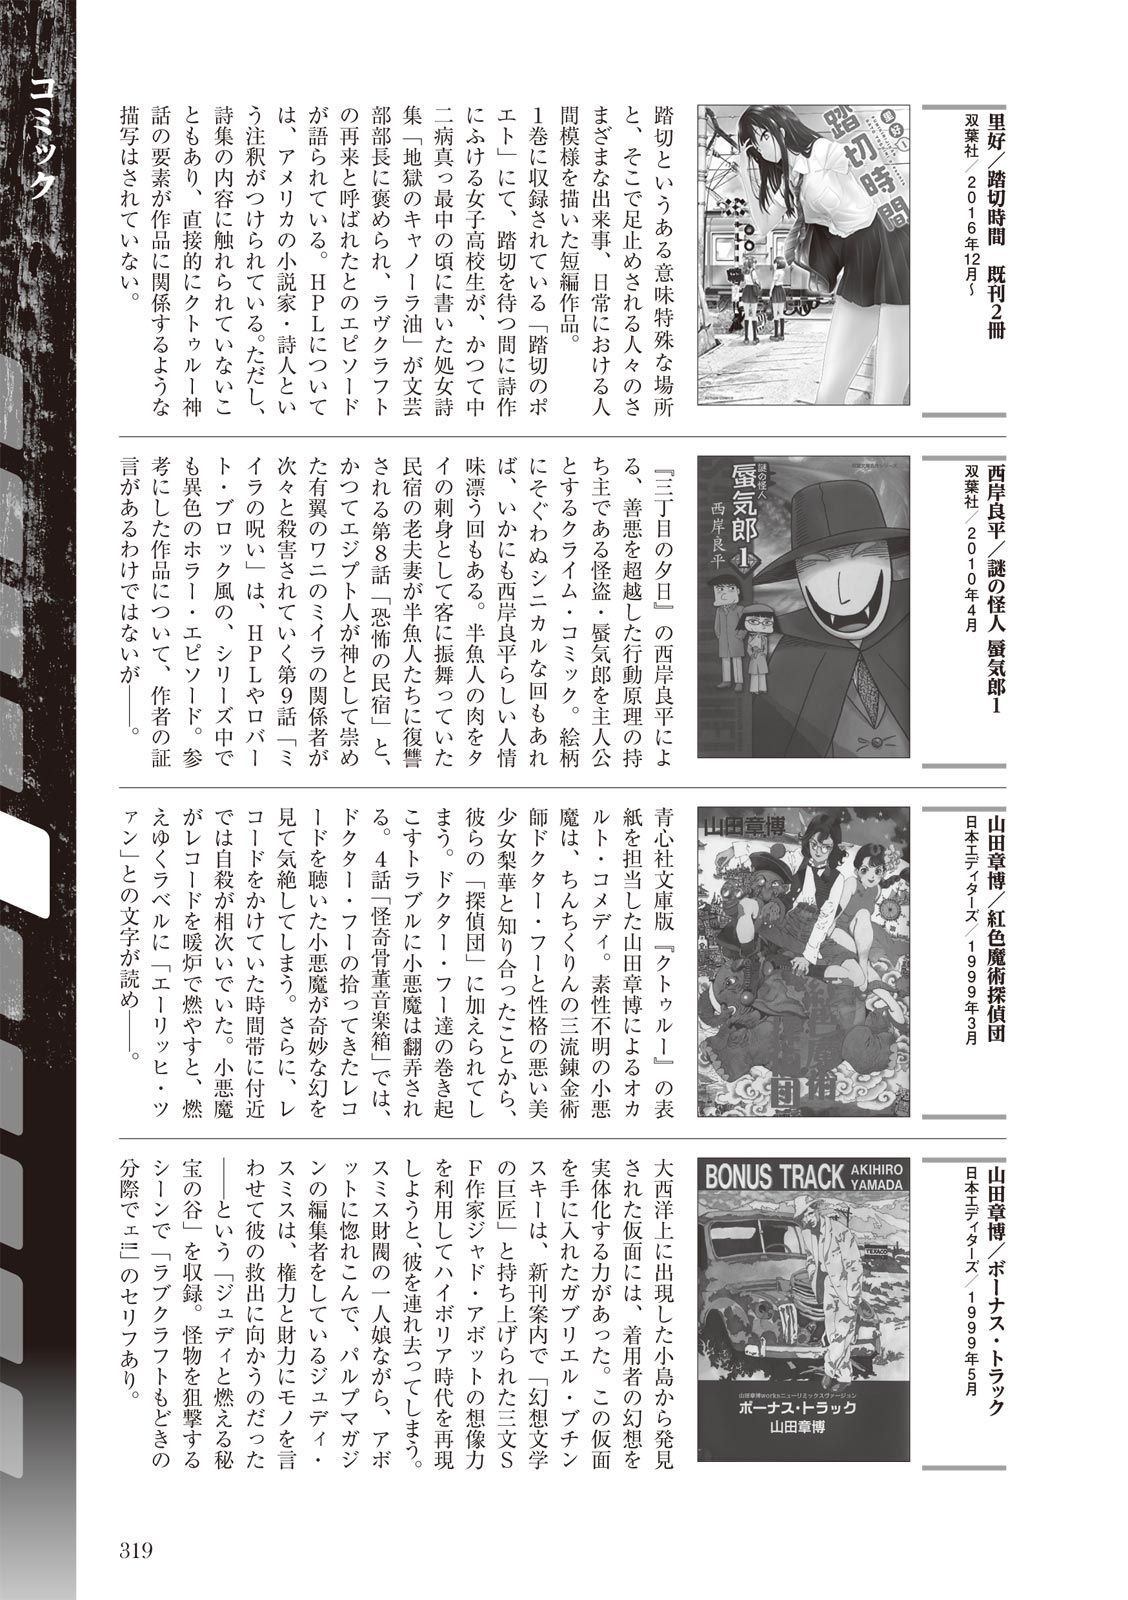 コミック
里好／踏切時間　既刊２冊
双葉社／2016年12月～
踏切時間
里好 1
踏切というある意味特殊な場所
と、そこで足止めされる人々のさ
まざまな出来事、日常における人
間模様を描いた短編作品。
１巻に収録されている「踏切のポ
エト」にて、踏切を待つ間に詩作
にふける女子高校生が、かつて中
二病真っ最中の頃に書いた処女詩
集「地獄のキャノーラ油」が文芸
部部長に褒められ、ラヴクラフト
の再来と呼ばれたとのエピソード
が語られている。ＨＰＬについて
は、アメリカの小説家・詩人とい
う注釈がつけられている。ただし、
詩集の内容に触れられていないこ
ともあり、直接的にクトゥルー神
話の要素が作品に関係するような
描写はされていない。
西岸良平／謎の怪人 蜃気郎１
双葉社／2010年４月
謎の怪人
蜃気郎 1
西岸良平
『三丁目の夕日』の西岸良平によ
る、善悪を超越した行動原理の持
ち主である怪盗・蜃気郎を主人公
とするクライム・コミック。絵柄
にそぐわぬシニカルな回もあれ
ば、いかにも西岸良平らしい人情
味漂う回もある。半魚人の肉をタ
イの刺身として客に振舞っていた
民宿の老夫妻が半魚人たちに復讐
される第８話「恐怖の民宿」と、
かつてエジプト人が神として崇め
た有翼のワニのミイラの関係者が
次々と殺害されていく第９話「ミ
イラの呪い」は、ＨＰＬやロバー
ト・ブロック風の、シリーズ中で
も異色のホラー・エピソード。参
考にした作品について、作者の証
言があるわけではないが――。
山田章博／紅色魔術探偵団
日本エディターズ／1999年３月
山田章博
青心社文庫版『クトゥルー』の表
紙を担当した山田章博によるオカ
ルト・コメディ。素性不明の小悪
魔は、ちんちくりんの三流錬金術
師ドクター・フーと性格の悪い美
少女梨華と知り合ったことから、
彼らの「探偵団」に加えられてし
まう。ドクター・フー達の巻き起
こすトラブルに小悪魔は翻弄され
る。４話「怪奇骨董音楽箱」では、
ドクター・フーの拾ってきたレコ
ードを聴いた小悪魔が奇妙な幻を
見て気絶してしまう。さらに、レ
コードをかけていた時間帯に付近
では自殺が相次いでいた。小悪魔
がレコードを暖炉で燃やすと、燃
えゆくラベルに「エーリッヒ・ツ
ァン」との文字が読め――。
山田章博／ボーナス・トラック
日本エディターズ／1999年５月
BONUS TRACK AKIHIRO YAMADA
TEXACO
山田章博worksニューリミックスヴァージョン
ボーナス・トラック
山田章博
大西洋上に出現した小島から発見
された仮面には、着用者の幻想を
実体化する力があった。この仮面
を手に入れたガブリエル・ブチン
スキーは、新刊案内で「幻想文学
の巨匠」と持ち上げられた三文Ｓ
Ｆ作家ジャド・アボットの想像力
を利用してハイボリア時代を再現
しようと、彼を連れ去ってしまう。
スミス財閥の一人娘ながら、アボ
ットに惚れこんで、パルプマガジ
ンの編集者をしているジュディ・
スミスは、権力と財力にモノを言
わせて彼の救出に向かうのだった
――という「ジュディと燃える秘
宝の谷」を収録。怪物を狙撃する
シーンで「ラブクラフトもどきの
分際でェ!!」のセリフあり。
319